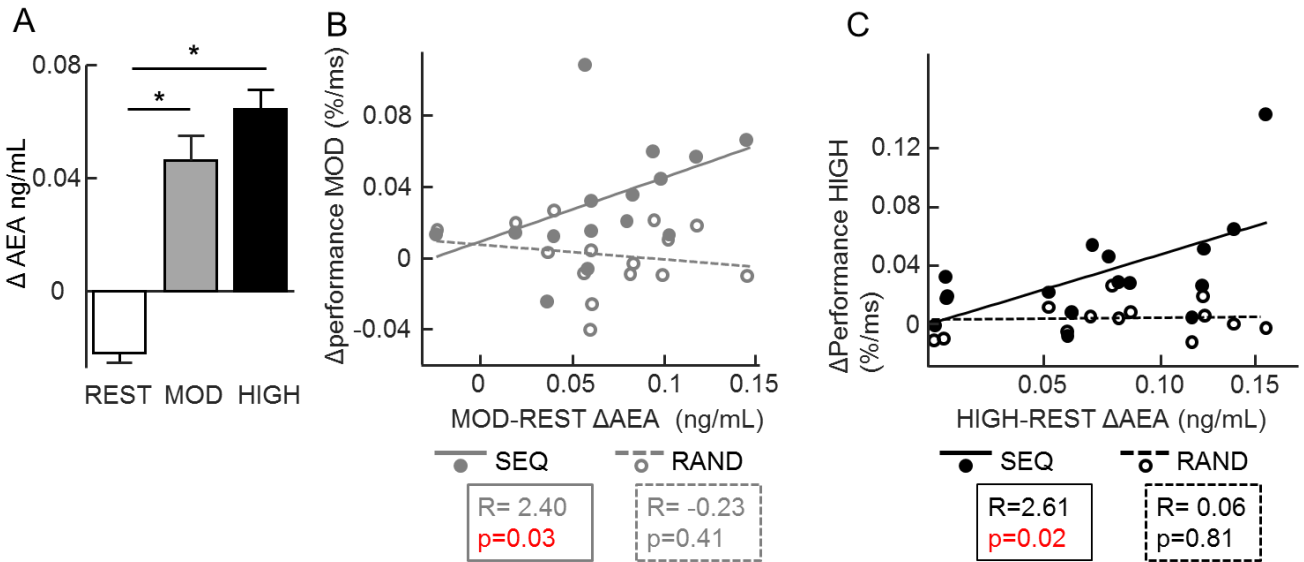 A
*
*
0.08
0.04
0
Δ AEA ng/mL
REST MOD HIGH
B
Δperformance MOD (%/ms)
0.08
0.04
0
-0.04
0 0.05 0.1 0.15
MOD-REST ΔAEA (ng/mL)
SEQ RAND
R= 2.40
p=0.03
R= -0.23
p=0.41
C
ΔPerformance HIGH
(%/ms)
0.12
0.08
0.04
0
0.05 0.10 0.15
HIGH-REST ΔAEA (ng/mL)
SEQ RAND
R=2.61
p=0.02
R= 0.06
p=0.81